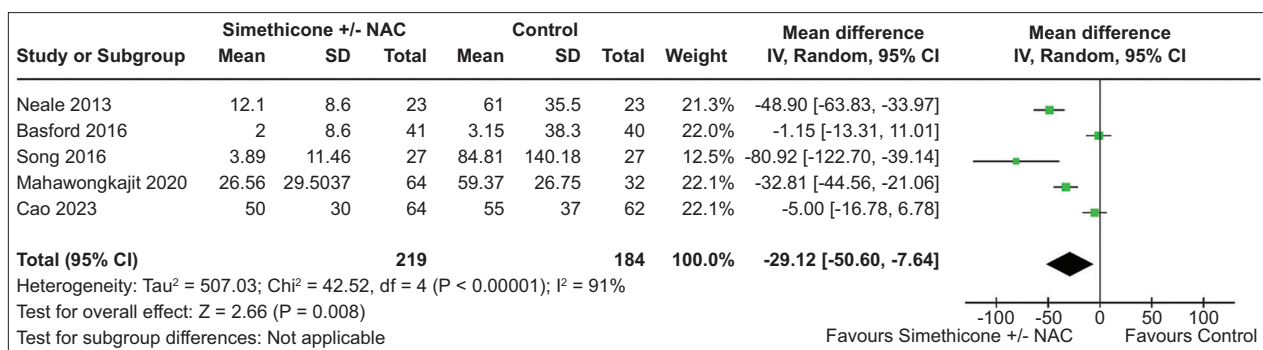 Simethicone +/- NAC Control Mean difference Mean difference
Study or Subgroup Mean SD Total Mean SD Total Weight IV, Random, 95% CI IV, Random, 95% CI
Neale 2013 12.1 8.6 23 61 35.5 23 21.3% -48.90 [-63.83, -33.97]
Basford 2016 2 8.6 41 3.15 38.3 40 22.0% -1.15 [-13.31, 11.01]
Song 2016 3.89 11.46 27 84.81 140.18 27 12.5% -80.92 [-122.70, -39.14]
Mahawongkajit 2020 26.56 29.5037 64 59.37 26.75 32 22.1% -32.81 [-44.56, -21.06]
Cao 2023 50 30 64 55 37 62 22.1% -5.00 [-16.78, 6.78]
Total (95% CI) 219 184 100.0% -29.12 [-50.60, -7.64]
Heterogeneity: Tau² = 507.03; Chi² = 42.52, df = 4 (P < 0.00001); I² = 91%
Test for overall effect: Z = 2.66 (P = 0.008)
Test for subgroup differences: Not applicable
-100 -50 0 50 100
Favours Simethicone +/- NAC Favours Control